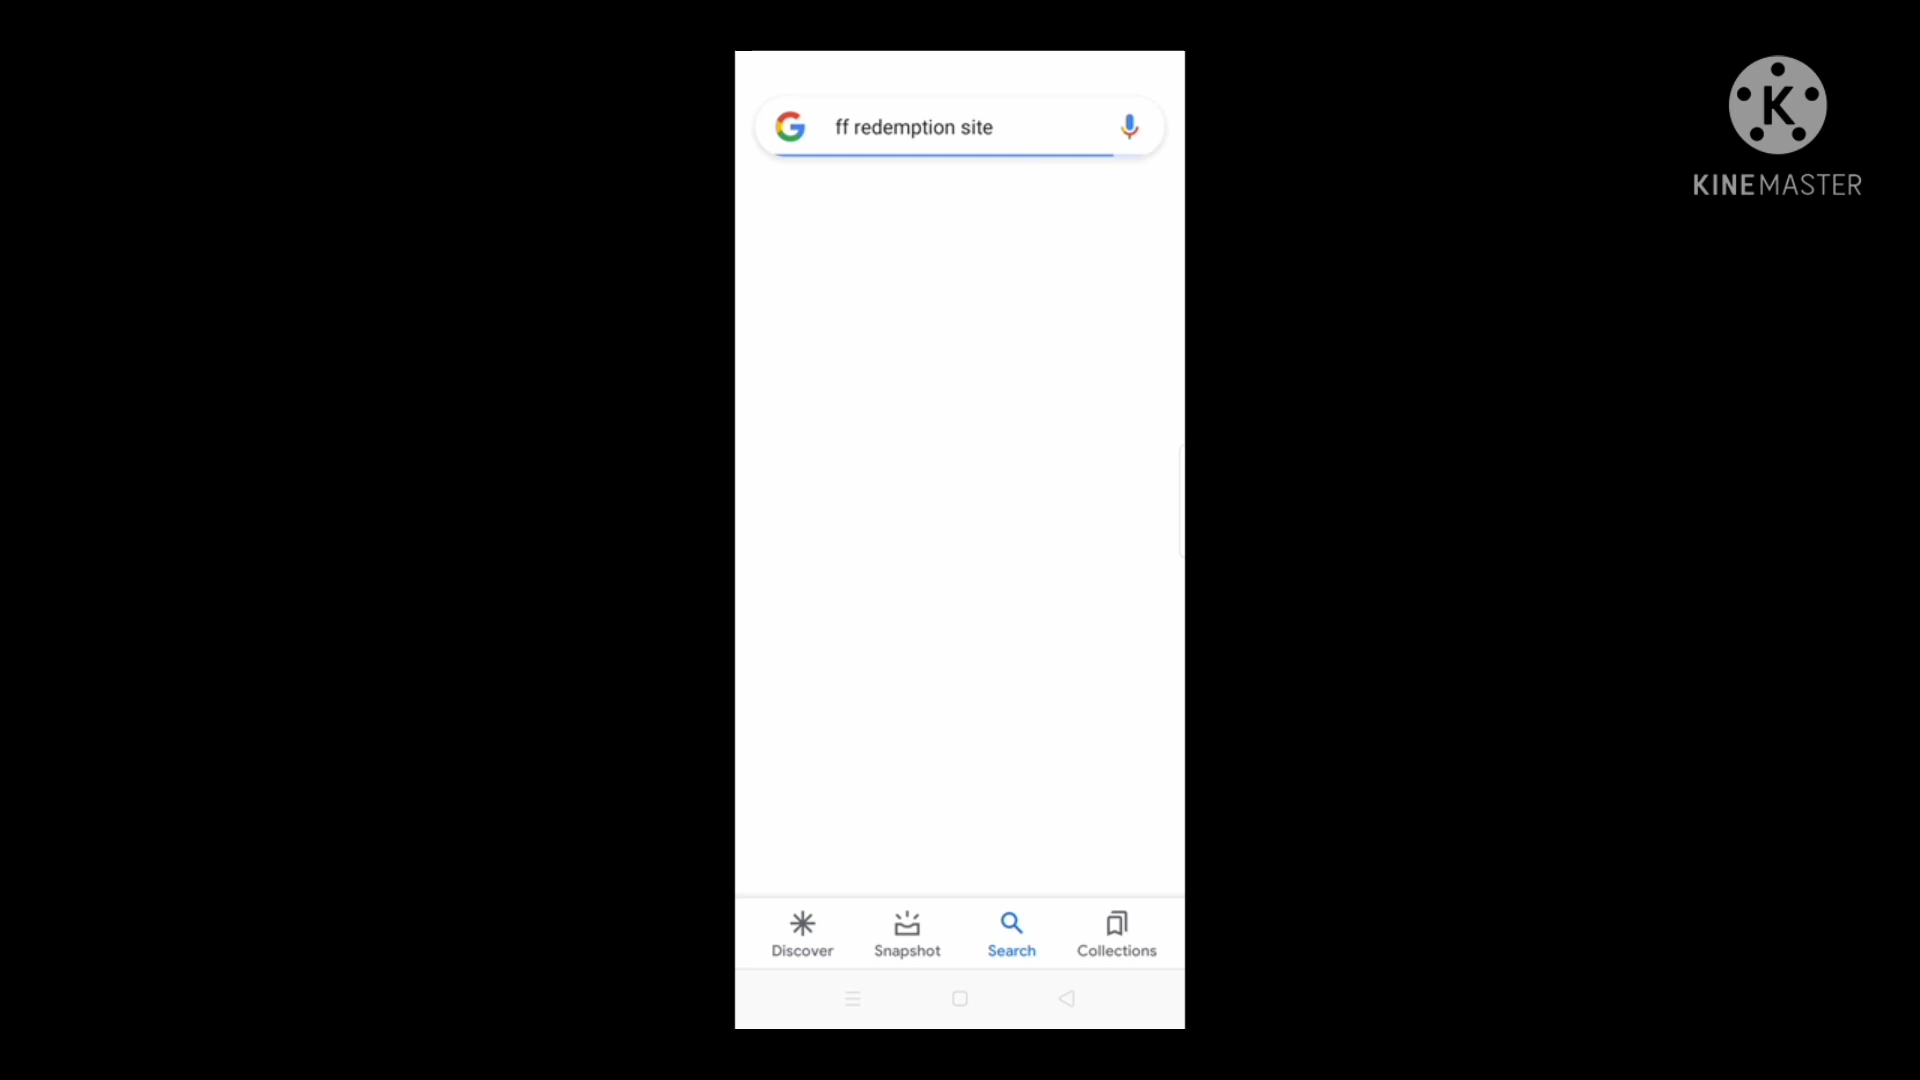 ff redemption site
K
KINEMASTER
Discover
Snapshot
Search
Collections